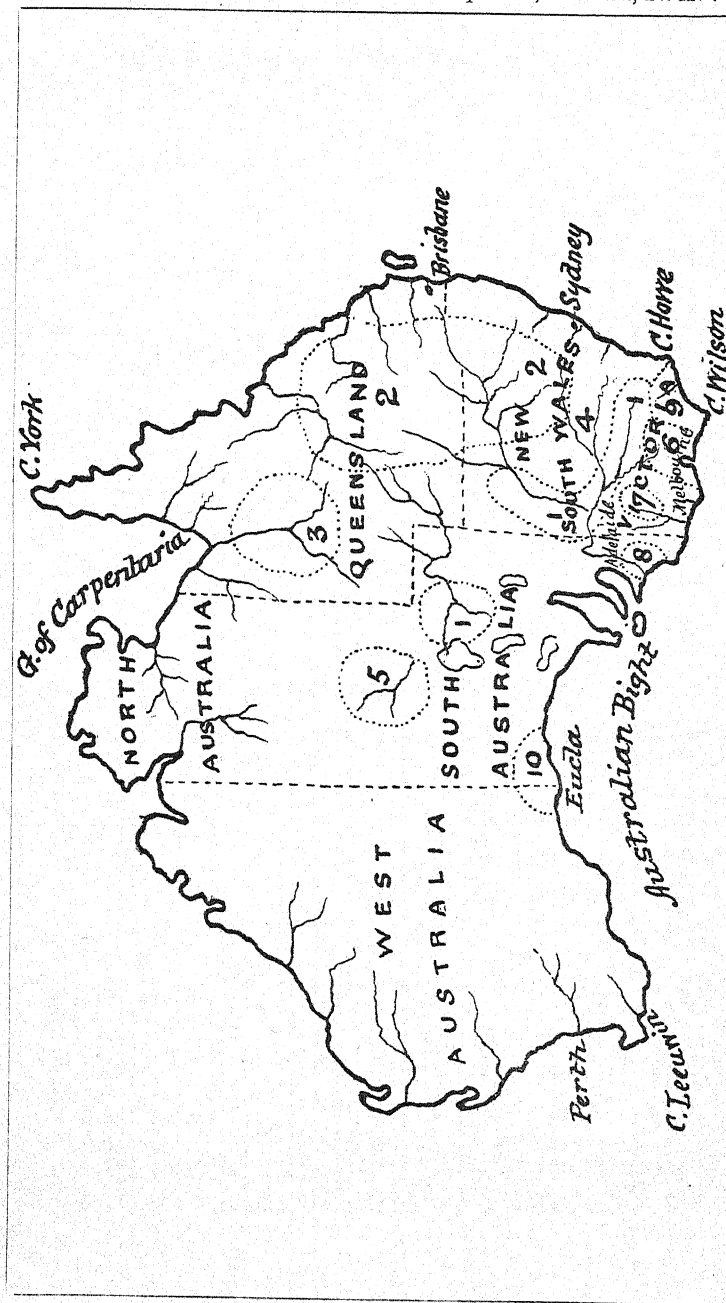 C. York
G. of Carpentaria
NORTH
AUSTRALIA
3
QUEENSLAND
2
Brisbane
5
1
SOUTH
AUSTRALIA
WEST
AUSTRALIA
10
Eucla
Australian Bight
Perth
C. Leeuwin
1
NEW
SOUTH WALES
2
4
Sydney
Adelaide
8
VICTORIA
7
1
6
9
Melbourne
C. Howe
C. Wilson